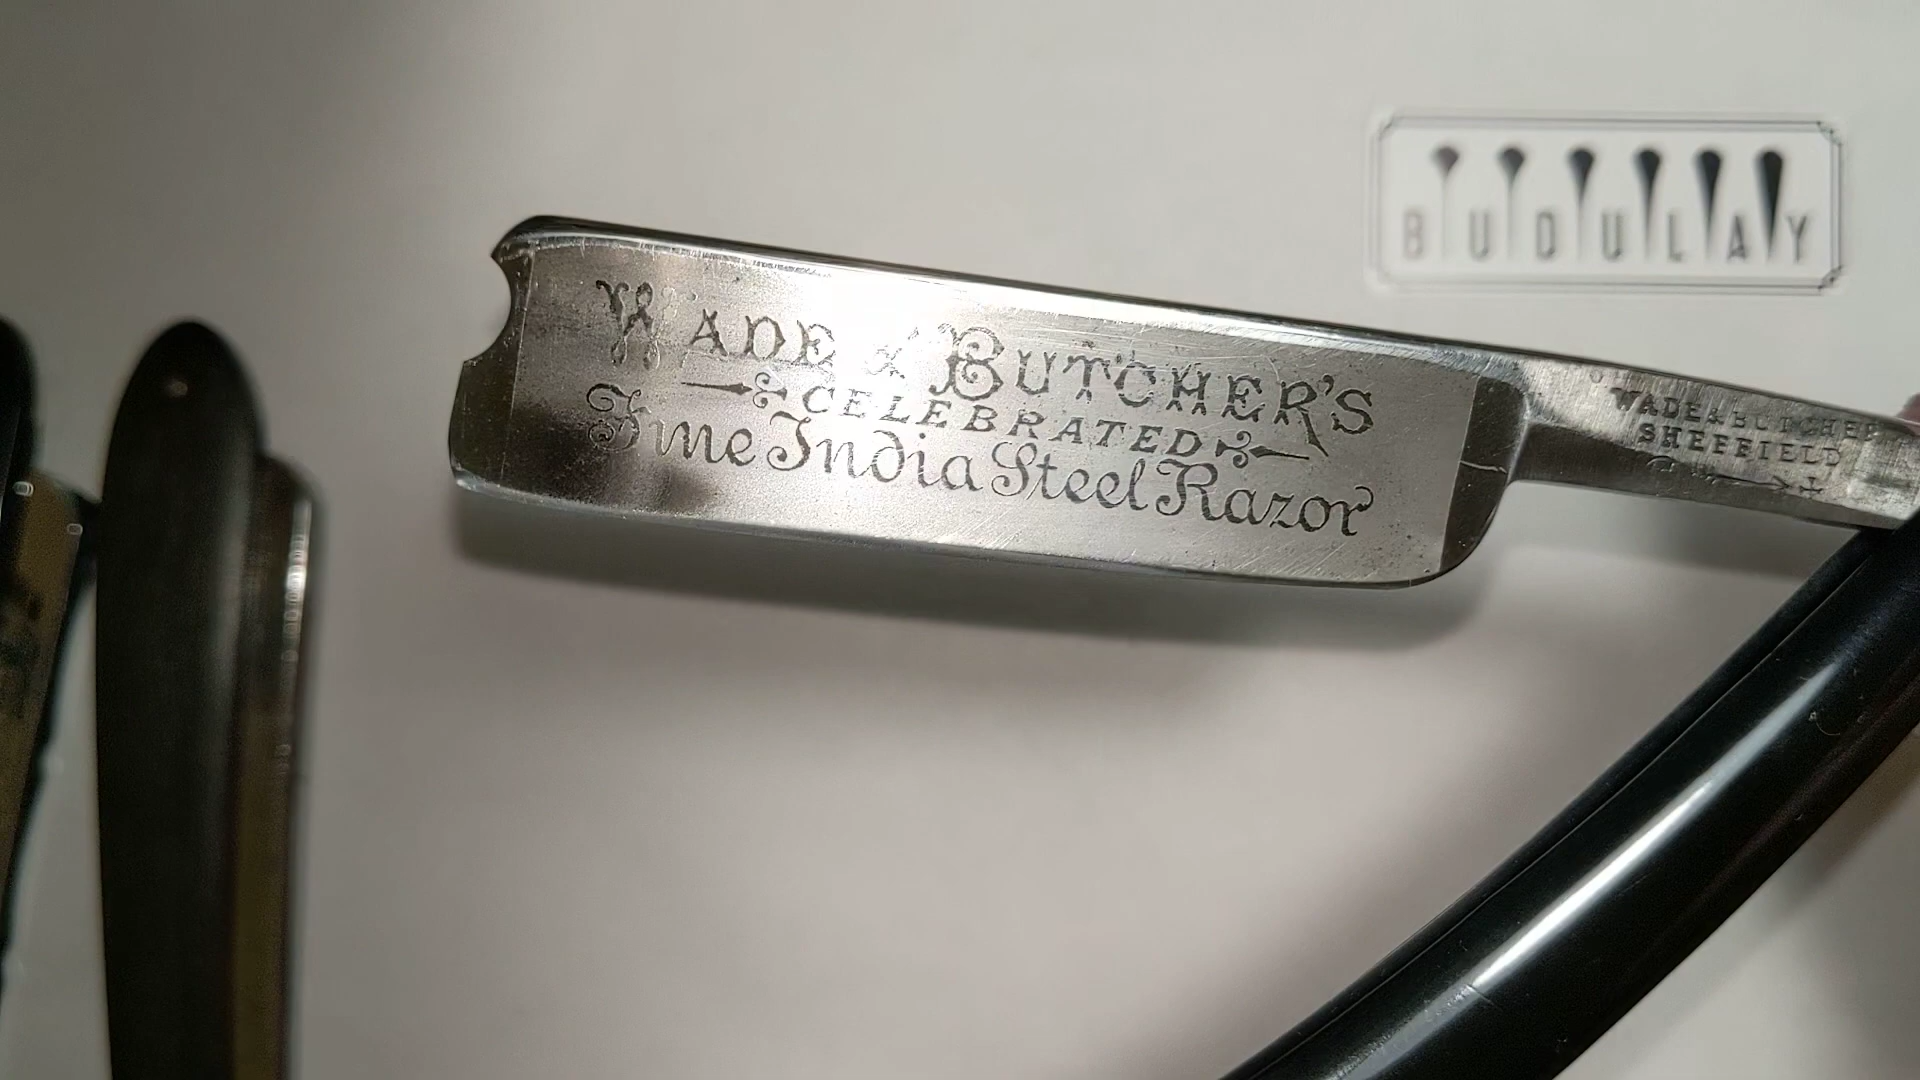 BUDULAY
WADE & BUTCHER'S
CELEBRATED
Fine India Steel Razor
WADE & BUTCHER
SHEFFIELD